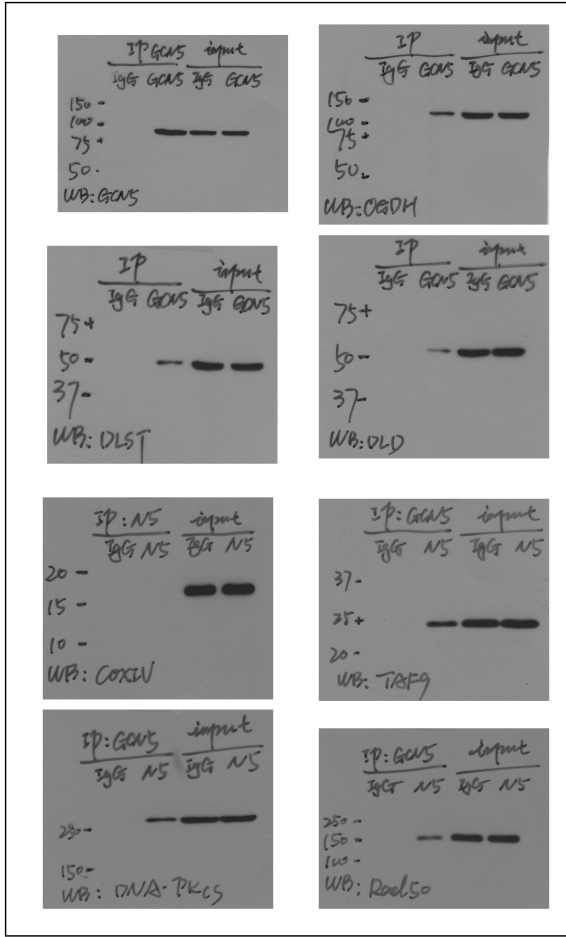 IP GCN5 input
IgG GCN5 IgG GCN5
150 -
100 -
75 -
50 -
WB: GCN5
IP input
IgG GCN5 IgG GCN5
150 -
100 -
75 -
50 -
WB: OGDH
IP input
IgG GCN5 IgG GCN5
75 -
50 -
37 -
WB: DLST
IP input
IgG GCN5 IgG GCN5
75 -
50 -
37 -
WB: DLD
IP: N5 input
IgG N5 IgG N5
20 -
15 -
10 -
WB: COXIV
IP: GCN5 input
IgG N5 IgG N5
37 -
25 -
20 -
WB: TAF9
IP: GCN5 input
IgG N5 IgG N5
250 -
150 -
WB: DNA-PKCS
IP: GCN5 input
IgG N5 IgG N5
250 -
150 -
100 -
WB: Rad50